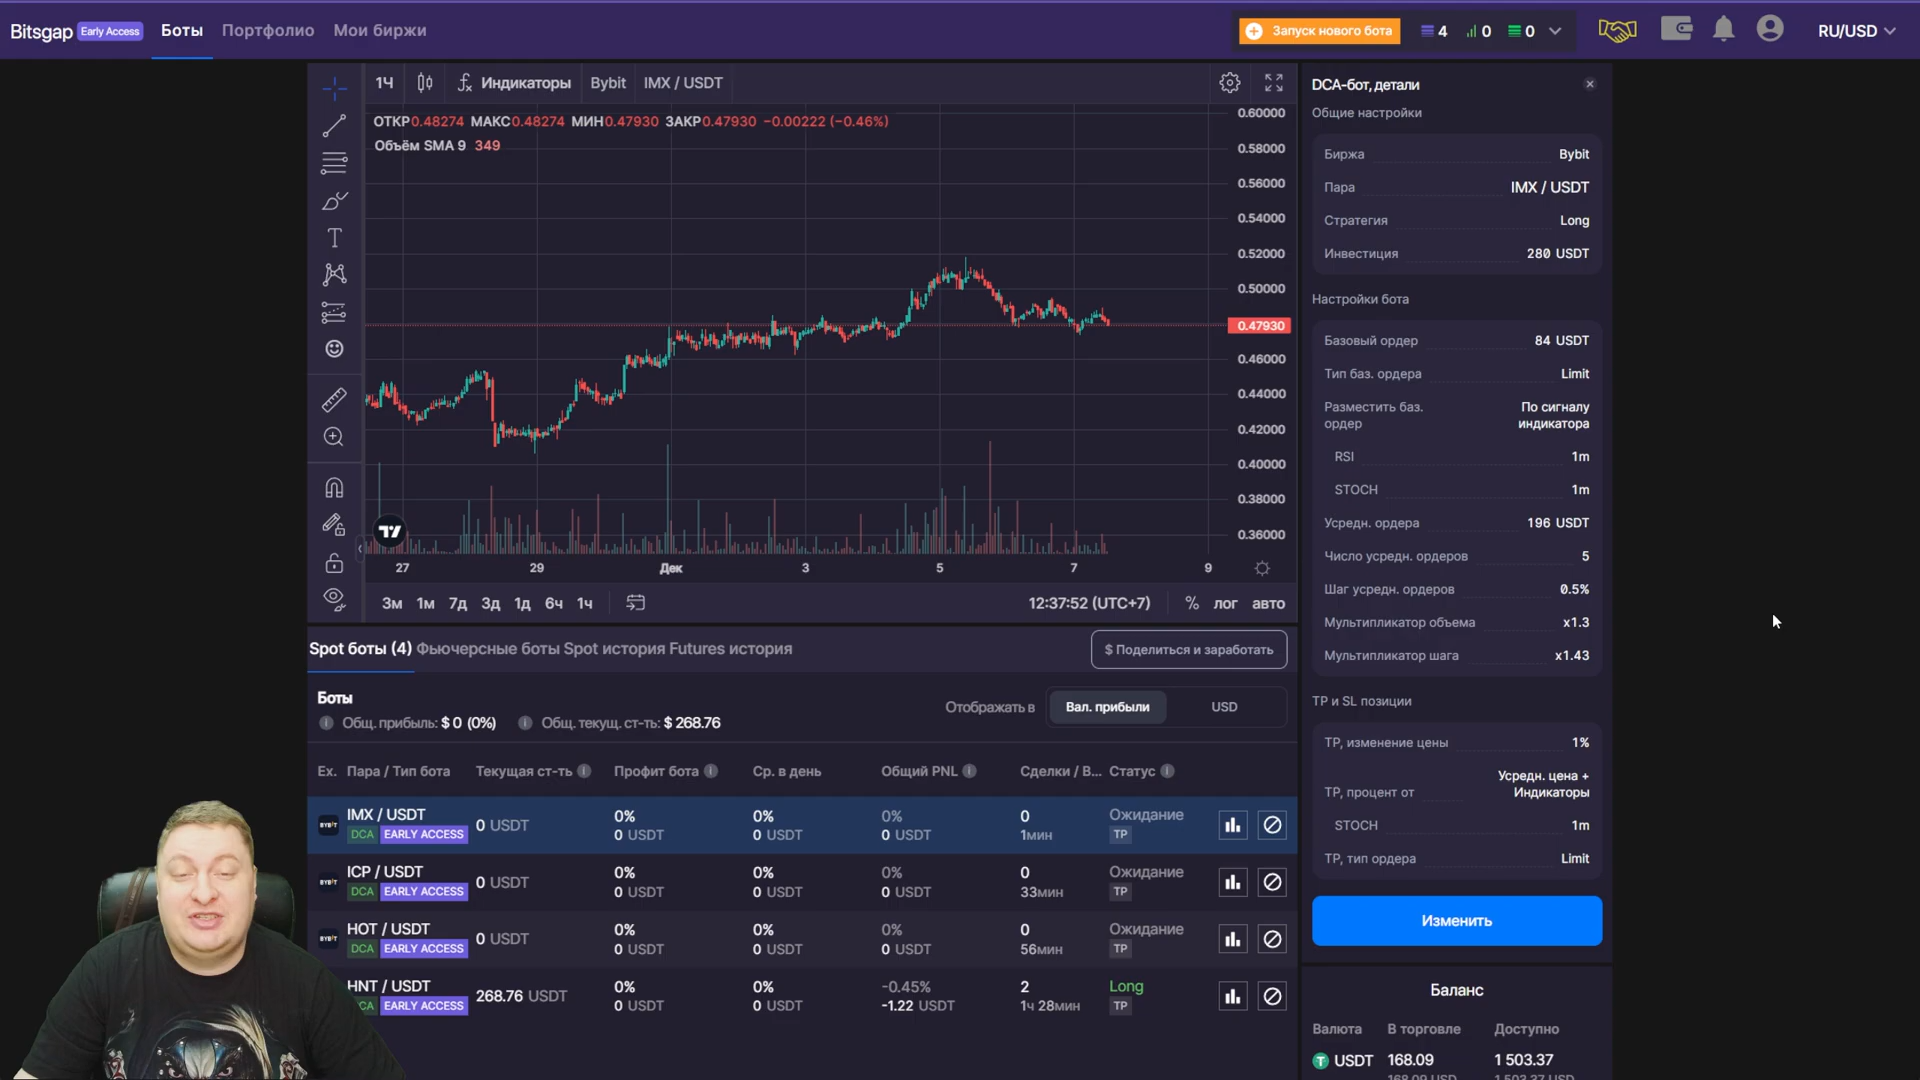 Bitsgap Early Access Боты Портфолио Мои биржи
Запуск нового бота 4 0 0 RU/USD
1Ч Индикаторы Bybit IMX / USDT
ОТКР0.48274 МАКС0.48274 МИН0.47930 ЗАКР0.47930 −0.00222 (−0.46%)
Объём SMA 9 349
0.60000
0.58000
0.56000
0.54000
0.52000
0.50000
0.47930
0.46000
0.44000
0.42000
0.40000
0.38000
0.36000
27 29 Дек 3 5 7 9
3м 1м 7д 3д 1д 6ч 1ч 12:37:52 (UTC+7) % лог авто
Spot боты (4) Фьючерсные боты Spot история Futures история
$ Поделиться и заработать
Боты
Общ. прибыль: $ 0 (0%) Общ. текущ. ст-ть: $ 268.76
Отображать в Вал. прибыли USD
Ex. Пара / Тип бота Текущая ст-ть Профит бота Ср. в день Общий PNL Сделки / В... Статус
BYBIT IMX / USDT 0 USDT 0% 0% 0% 0 Ожидание
DCA EARLY ACCESS 0 USDT 0 USDT 0 USDT 1мин TP
BYBIT ICP / USDT 0 USDT 0% 0% 0% 0 Ожидание
DCA EARLY ACCESS 0 USDT 0 USDT 0 USDT 33мин TP
BYBIT HOT / USDT 0 USDT 0% 0% 0% 0 Ожидание
DCA EARLY ACCESS 0 USDT 0 USDT 0 USDT 56мин TP
HNT / USDT 268.76 USDT 0% 0% -0.45% 2 Long
DCA EARLY ACCESS 0 USDT 0 USDT -1.22 USDT 1ч 28мин TP
DCA-бот, детали
Общие настройки
Биржа Bybit
Пара IMX / USDT
Стратегия Long
Инвестиция 280 USDT
Настройки бота
Базовый ордер 84 USDT
Тип баз. ордера Limit
Разместить баз. По сигналу
ордер индикатора
RSI 1m
STOCH 1m
Усредн. ордера 196 USDT
Число усредн. ордеров 5
Шаг усредн. ордеров 0.5%
Мультипликатор объема x1.3
Мультипликатор шага x1.43
TP и SL позиции
TP, изменение цены 1%
TP, процент от Усредн. цена +
Индикаторы
STOCH 1m
TP, тип ордера Limit
Изменить
Баланс
Валюта В торговле Доступно
USDT 168.09 1 503.37
168.09 USD 1 503.37 USD